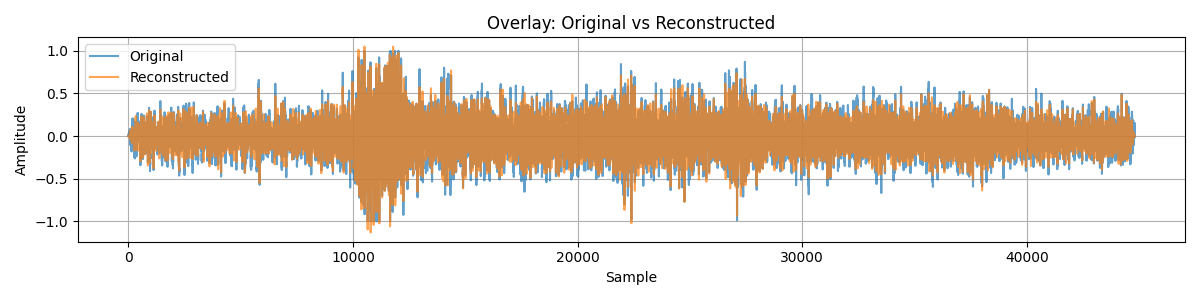 Overlay: Original vs Reconstructed
Original
Reconstructed
Amplitude
1.0
0.5
0.0
−0.5
−1.0
0 10000 20000 30000 40000
Sample